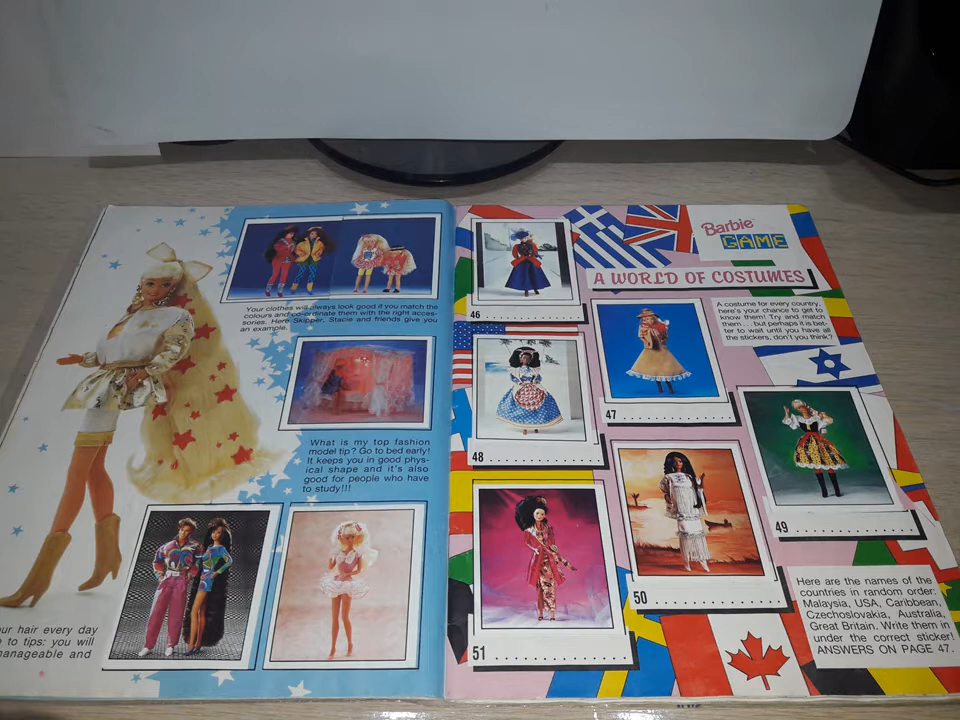 Your clothes will always look good if you match the
colours and co-ordinate them with the right acces-
sories. Here Skipper, Stacie and friends give you
an example.
What is my top fashion
model tip? Go to bed early!
It keeps you in good phys-
ical shape and it's also
good for people who have
to study!!!
ur hair every day
to tips: you will
anageable and
Barbie
GAME
A WORLD OF COSTUMES
A costume for every country,
here's your chance to get to
know them! Try and match
them... but perhaps it is bet-
ter to wait until you have all
the stickers, don't you think?
46
47
48
49
50
51
Here are the names of the
countries in random order:
Malaysia, USA, Caribbean,
Czechoslovakia, Australia,
Great Britain. Write them in
under the correct sticker!
ANSWERS ON PAGE 47.